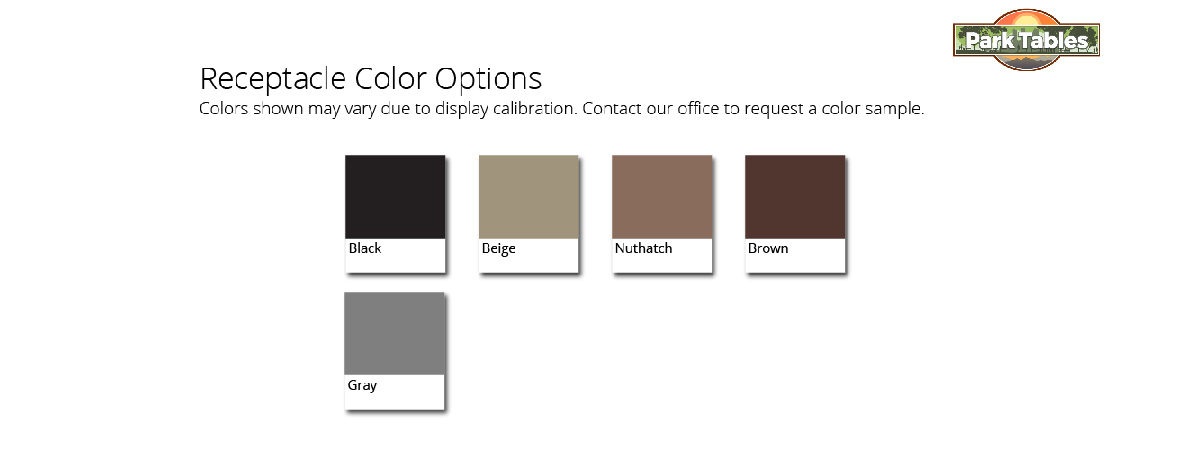 Park Tables
Receptacle Color Options
Colors shown may vary due to display calibration. Contact our office to request a color sample.
Black
Beige
Nuthatch
Brown
Gray